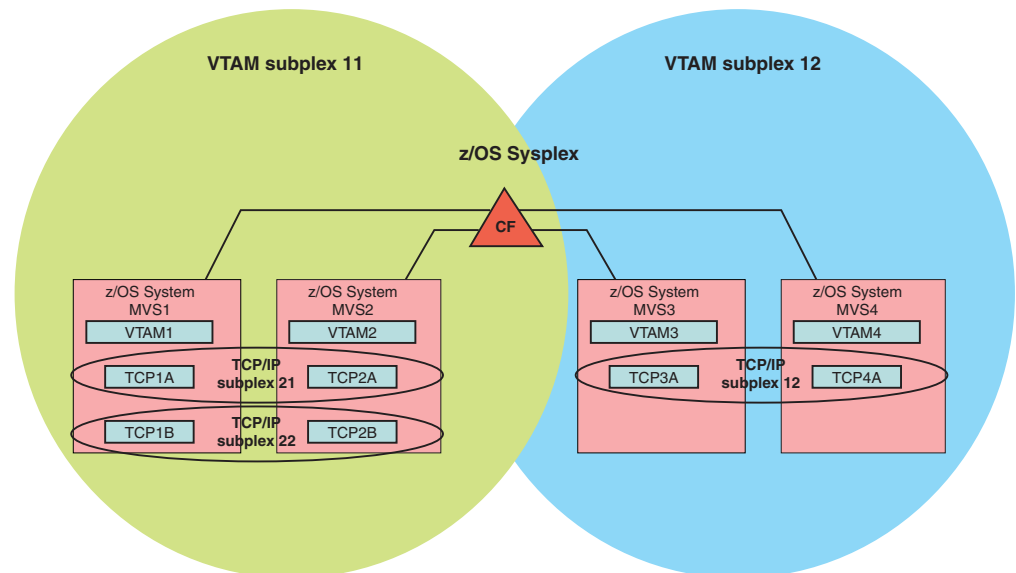 VTAM subplex 11
VTAM subplex 12
z/OS Sysplex
CF
z/OS System
MVS1
VTAM1
z/OS System
MVS2
VTAM2
z/OS System
MVS3
VTAM3
z/OS System
MVS4
VTAM4
TCP1A
TCP/IP
subplex 21
TCP2A
TCP3A
TCP/IP
subplex 12
TCP4A
TCP1B
TCP/IP
subplex 22
TCP2B